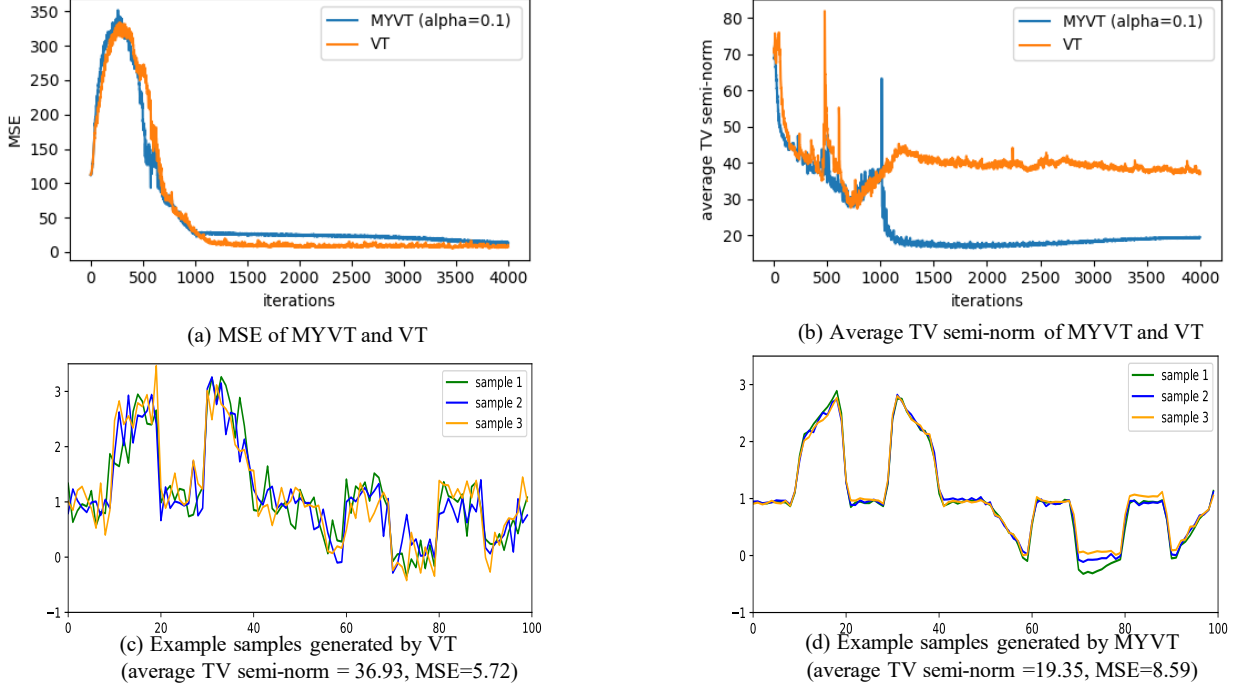 350
300
250
200
150
100
50
0
MSE
MYVT (alpha=0.1)
VT
0 500 1000 1500 2000 2500 3000 3500 4000
iterations
(a) MSE of MYVT and VT
80
70
60
50
40
30
20
average TV semi-norm
MYVT (alpha=0.1)
VT
0 500 1000 1500 2000 2500 3000 3500 4000
iterations
(b) Average TV semi-norm of MYVT and VT
3
2
1
0
−1
sample 1
sample 2
sample 3
0 20 40 60 80 100
(c) Example samples generated by VT
(average TV semi-norm = 36.93, MSE=5.72)
3
2
1
0
−1
sample 1
sample 2
sample 3
0 20 40 60 80 100
(d) Example samples generated by MYVT
(average TV semi-norm =19.35, MSE=8.59)